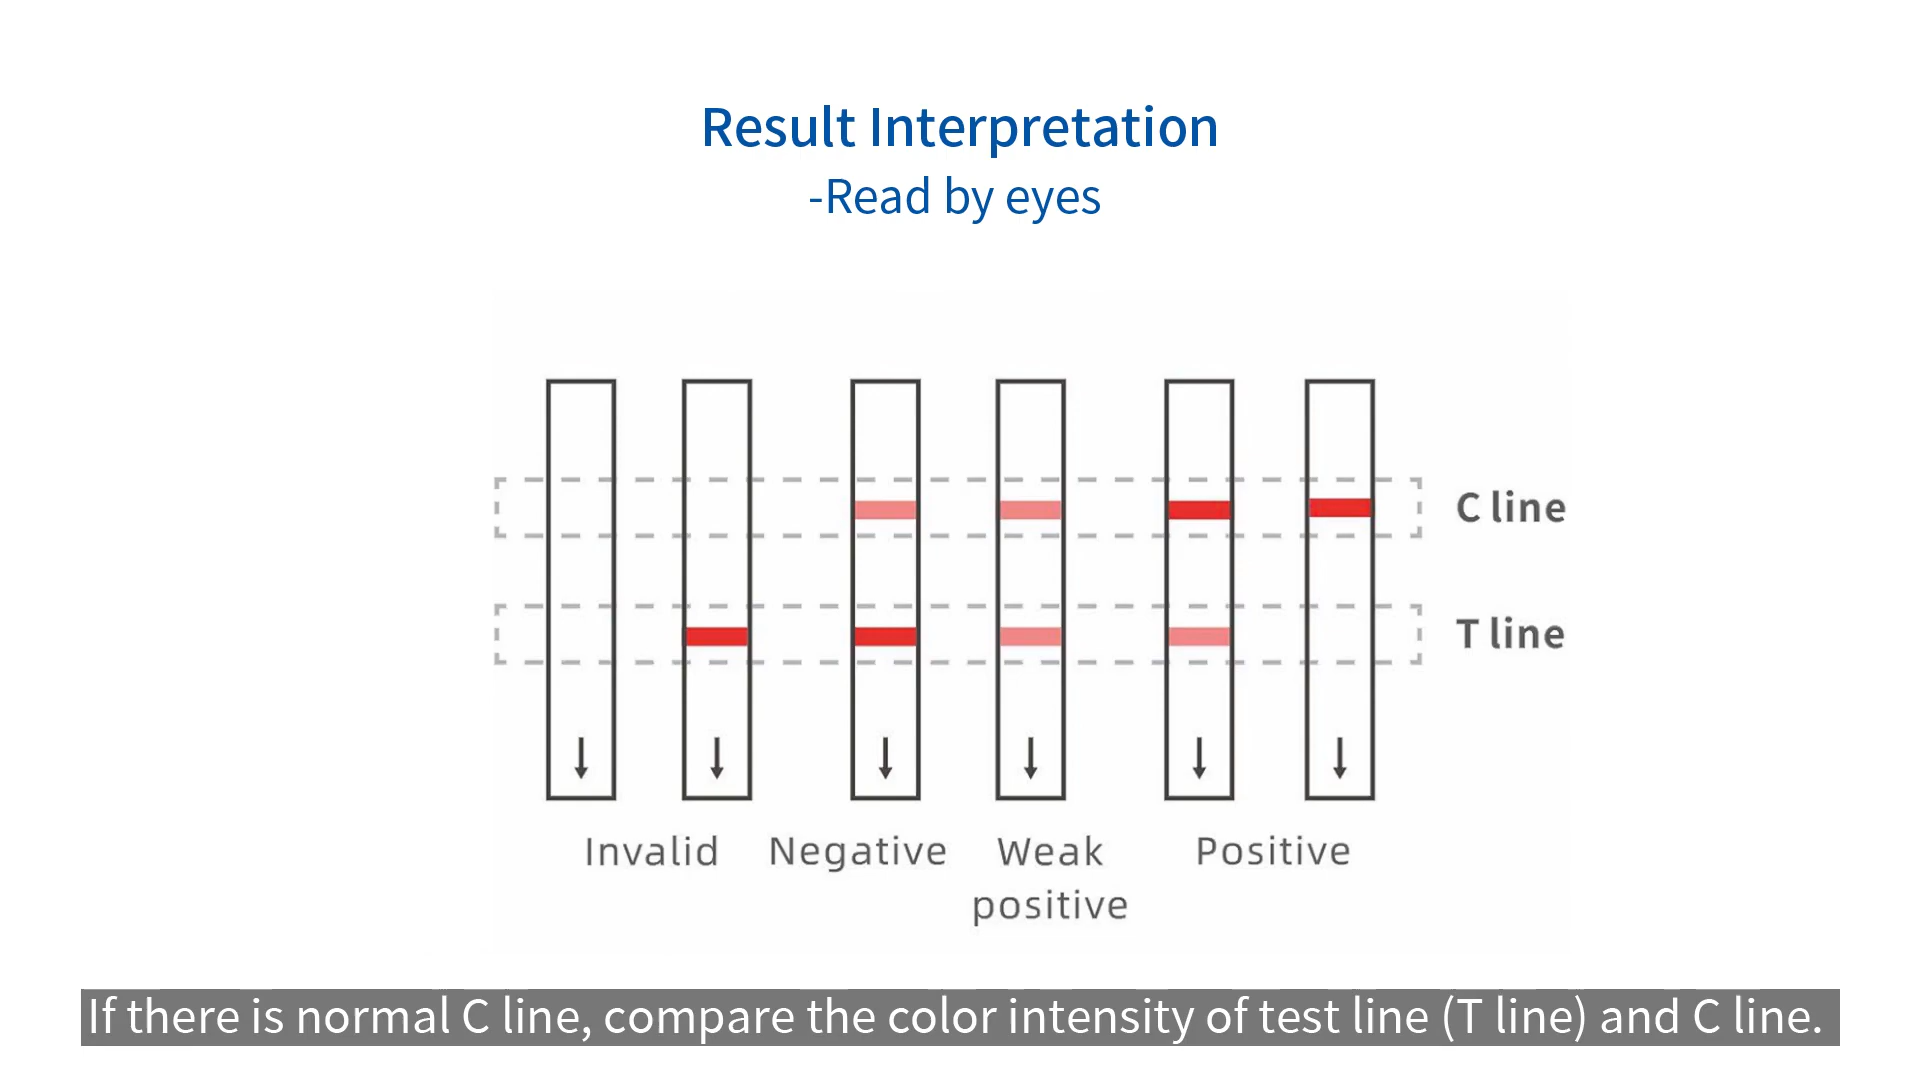 Result Interpretation
-Read by eyes
C line
T line
Invalid
Negative
Weak
positive
Positive
If there is normal C line, compare the color intensity of test line (T line) and C line.